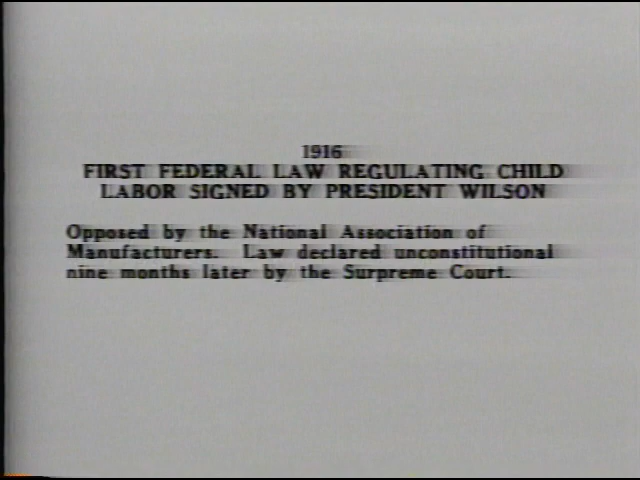 1916
FIRST FEDERAL LAW REGULATING CHILD
LABOR SIGNED BY PRESIDENT WILSON
Opposed by the National Association of
Manufacturers. Law declared unconstitutional
nine months later by the Surpreme Court.